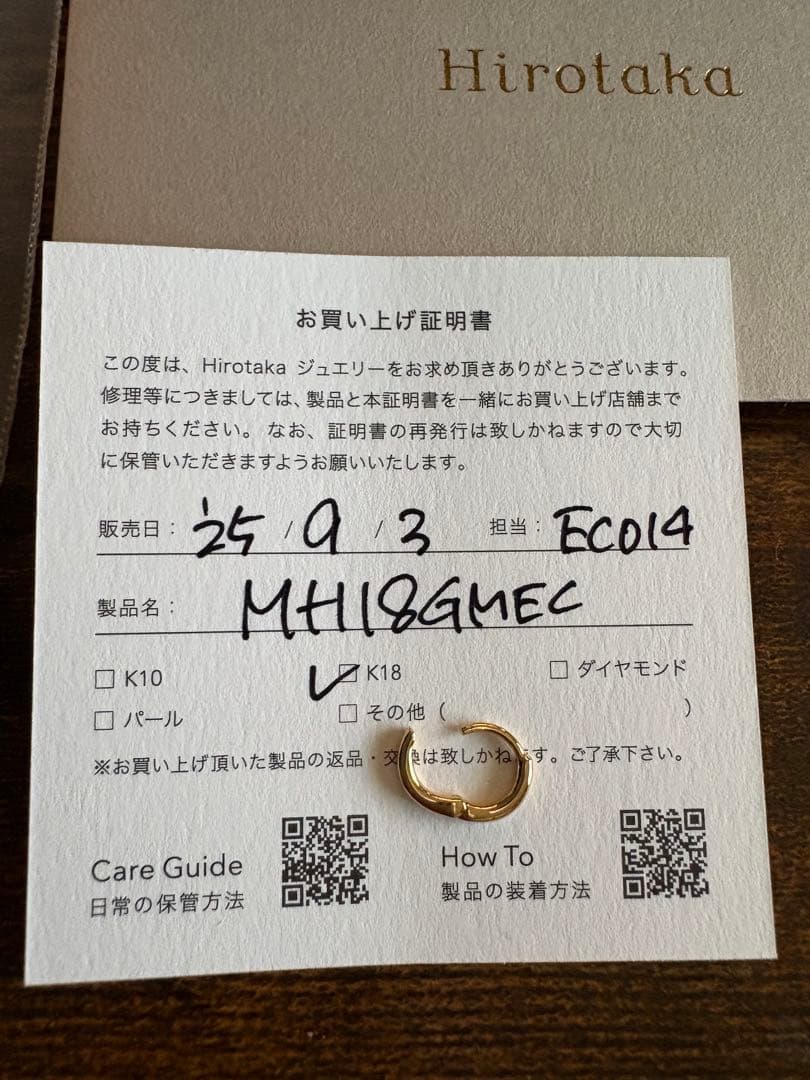 Hirotaka
お買い上げ証明書
この度は、Hirotaka ジュエリーをお求め頂きありがとうございます。
修理等につきましては、製品と本証明書を一緒にお買い上げ店舗まで
お持ちください。なお、証明書の再発行は致しかねますので大切
に保管いただきますようお願いいたします。
販売日： '25 / 9 / 3 担当： EC014
製品名： MH18GMEC
□ K10 ☑ K18 □ ダイヤモンド
□ パール □ その他（ ）
※お買い上げ頂いた製品の返品・交換は致しかねます。ご了承下さい。
Care Guide How To
日常の保管方法 製品の装着方法